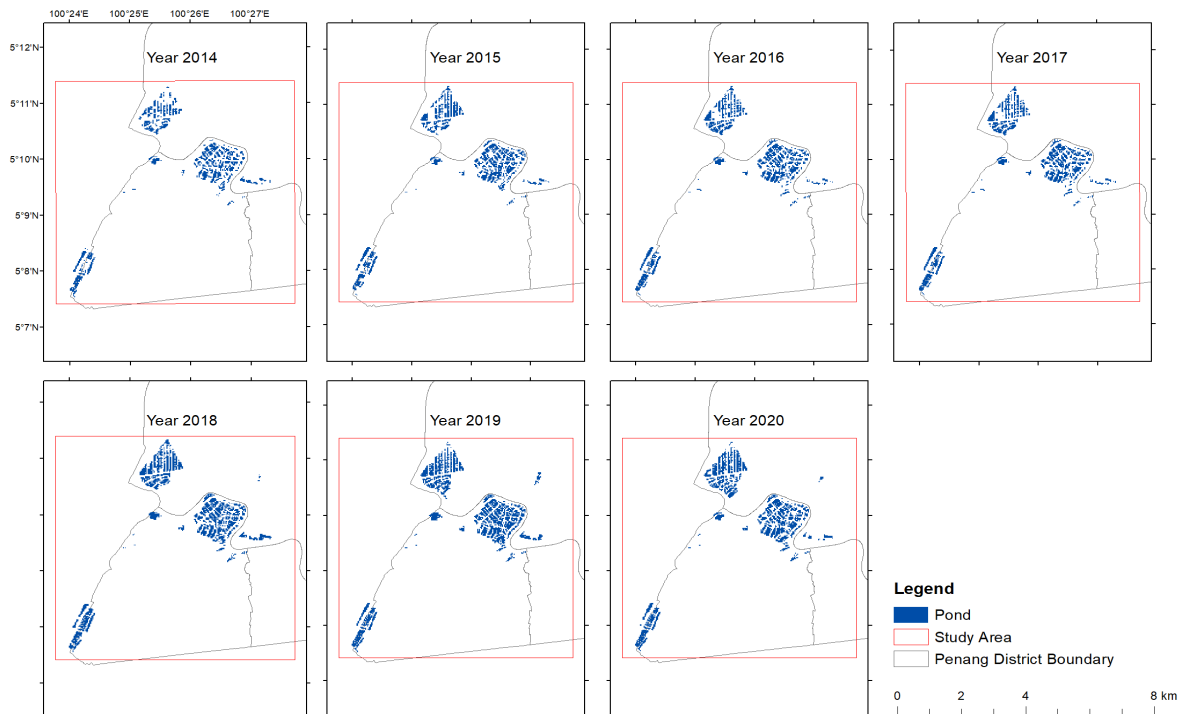 100°24'E 100°25'E 100°26'E 100°27'E
5°12'N
5°11'N
5°10'N
5°9'N
5°8'N
5°7'N
Year 2014
Year 2015
Year 2016
Year 2017
Year 2018
Year 2019
Year 2020
Legend
Pond
Study Area
Penang District Boundary
0 2 4 8 km